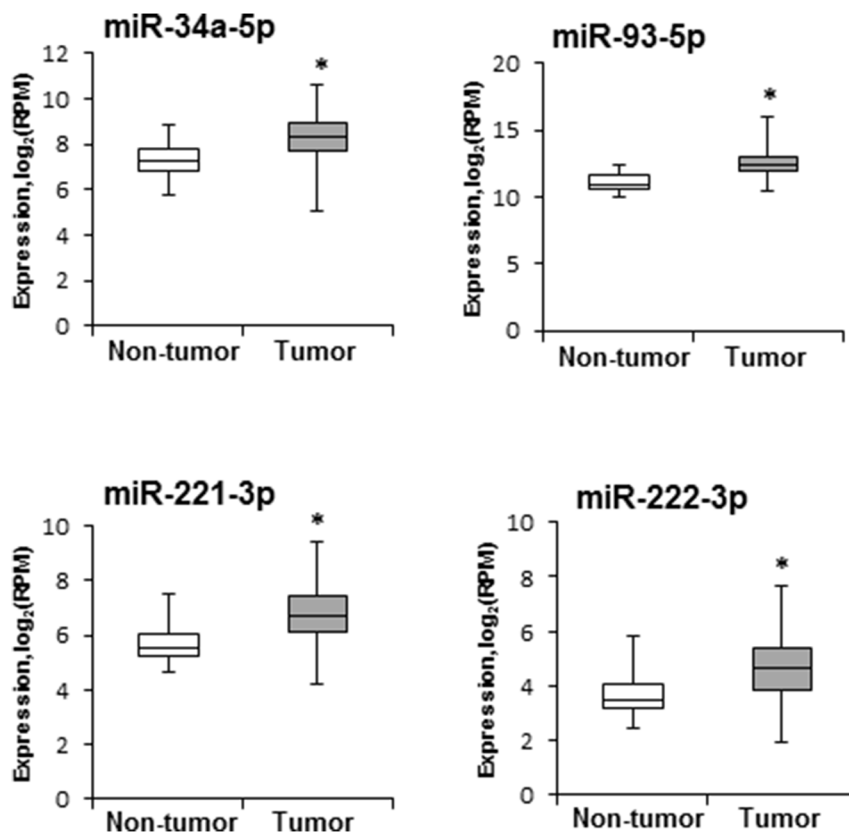 miR-34a-5p
Expression,log₂(RPM)
12
10
8
6
4
2
0
*
Non-tumor Tumor
miR-93-5p
Expression,log₂(RPM)
20
15
10
5
0
*
Non-tumor Tumor
miR-221-3p
Expression,log₂(RPM)
10
8
6
4
2
0
*
Non-tumor Tumor
miR-222-3p
Expression,log₂(RPM)
10
8
6
4
2
0
*
Non-tumor Tumor